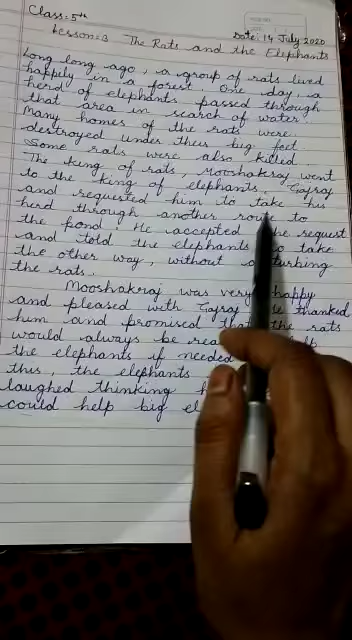 Class:- 5th
Date: 14 July 2020
Lesson=3 The Rats and the Elephants
Long long ago, a group of rats lived
happily in a forest. One day, a
herd of elephants passed through
that area in search of water.
Many homes of the rats were
destroyed under their big feet
Some rats were also killed.
The king of rats, Mooshakraj went
to the king of elephants. Gajraj
and requested him to take his
herd through another route to
the pond. He accepted the request
and told the elephants to take
the other way, without disturbing
the rats.
Mooshakraj was very happy
and pleased with Gajraj. He thanked
him and promised that the rats
would always be
the elephants if needed
this, the elephants
laughed thinking
could help big